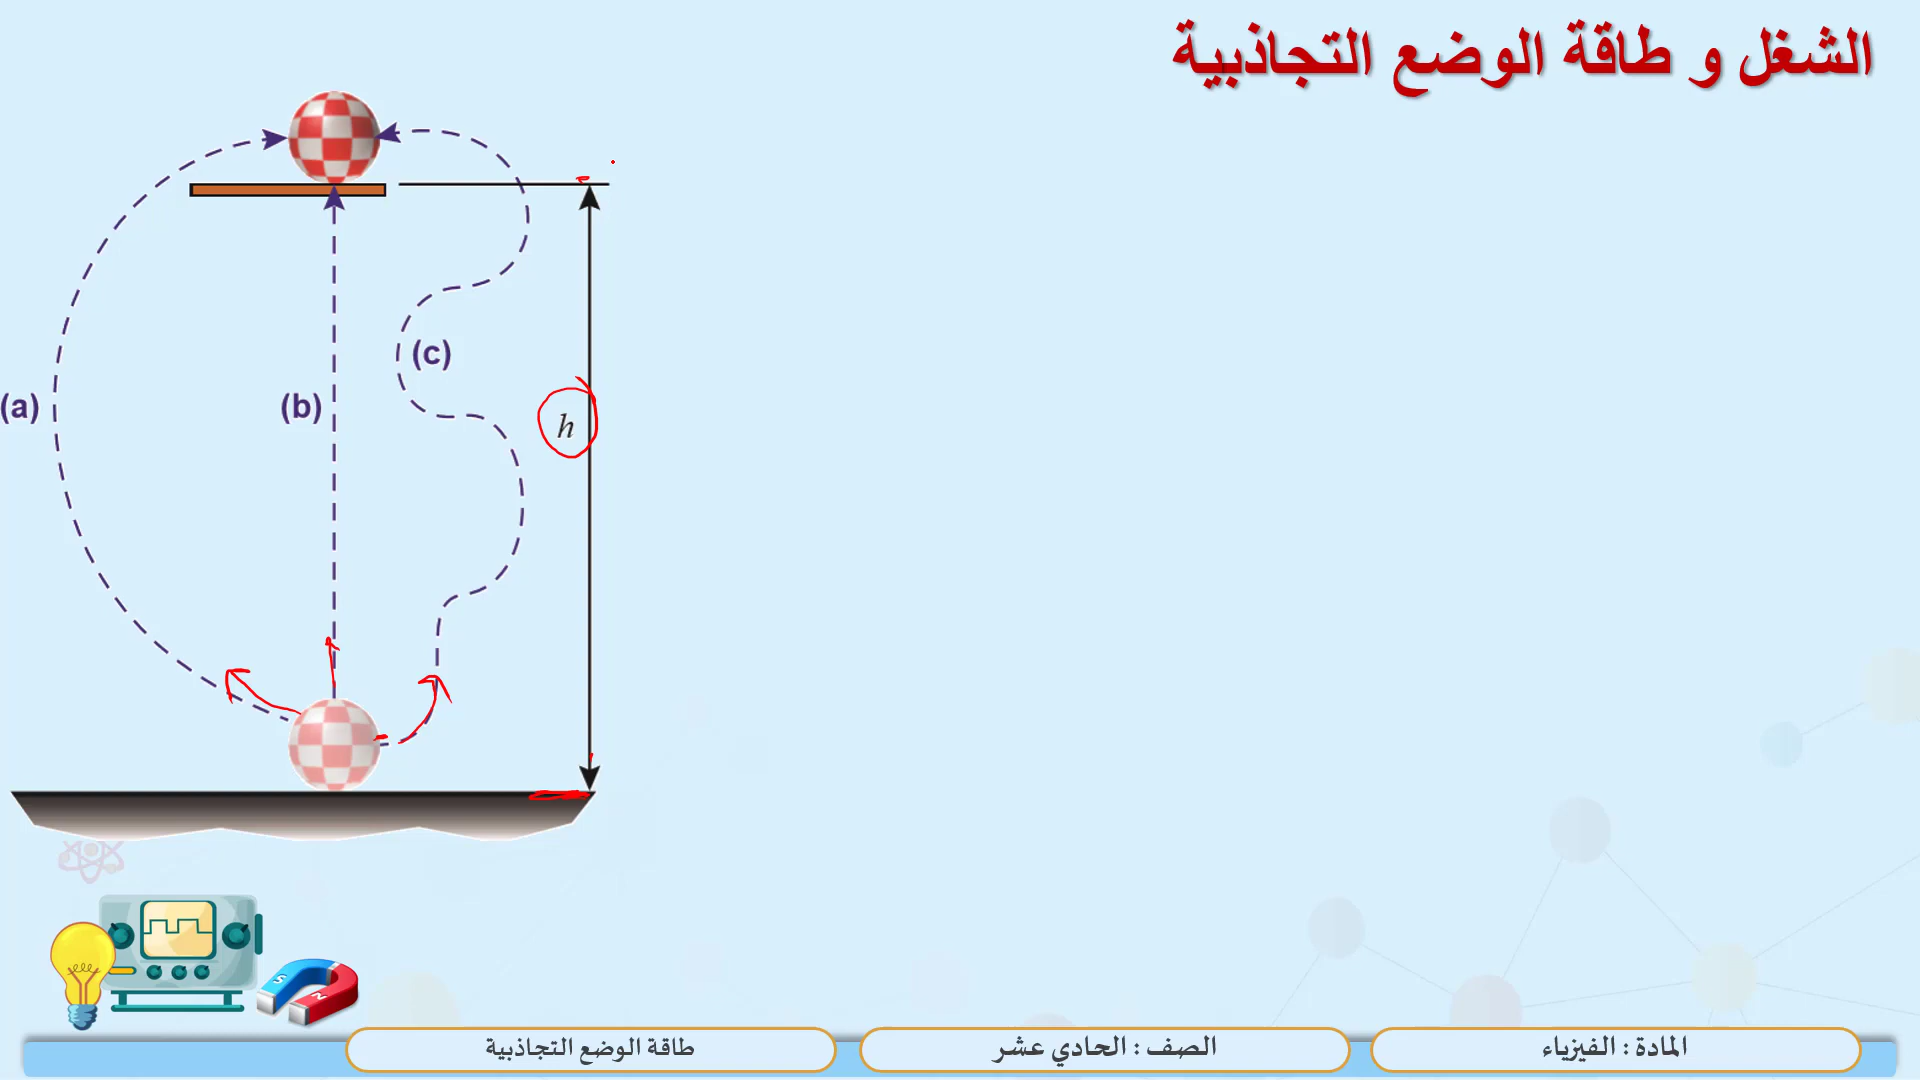 الشغل و طاقة الوضع التجاذبية
(c)
(a)
(b)
h
S
N
المادة : الفيزياء
الصف : الحادي عشر
طاقة الوضع التجاذبية